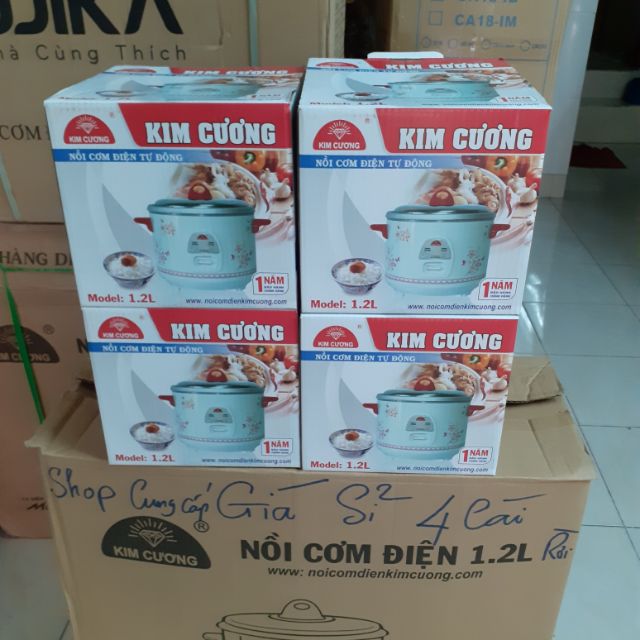 JIKA
hà Cùng Thích
CA18-IM
CƠM
HÀNG D
KIM CƯƠNG
KIM CƯƠNG
NỒI CƠM ĐIỆN TỰ ĐỘNG
1 NĂM
Model: 1.2L
www.noicomdienkimcuong.com
KIM CƯƠNG
KIM CƯƠNG
NỒI CƠM ĐIỆN TỰ ĐỘNG
1 NĂM
Model: 1.2L
www.noicomdienkimcuong.com
KIM CƯƠNG
KIM CƯƠNG
NỒI CƠM ĐIỆN TỰ ĐỘNG
1 NĂM
Model: 1.2L
www.noicomdienkimcuong.com
KIM CƯƠNG
KIM CƯƠNG
NỒI CƠM ĐIỆN TỰ ĐỘNG
1 NĂM
Model: 1.2L
www.noicomdienkimcuong.com
Shop Cung Cấp Giá Sỉ 4 Cái
KIM CƯƠNG ®
NỒI CƠM ĐIỆN 1.2L
www: noicomdienkimcuong.com